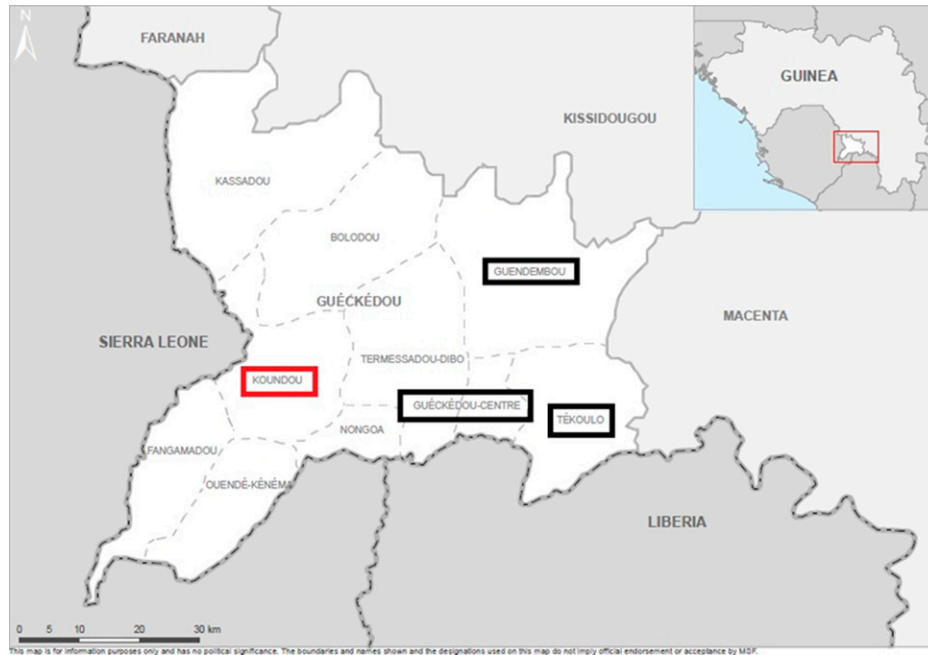 N
FARANAH
GUINEA
KISSIDOUGOU
KASSADOU
BOLODOU
GUENDEMBOU
GUÉCKÉDOU
MACENTA
SIERRA LEONE
TERMESSADOU-DIBO
KOUNDOU
GUÉCKÉDOU-CENTRE
TÉKOULO
NONGOA
FANGAMADOU
OUENDÉ-KÉNÉMA
LIBERIA
0 5 10 20 30 km
This map is for information purposes only and has no political significance. The boundaries and names shown and the designations used on this map do not imply official endorsement or acceptance by MSF.